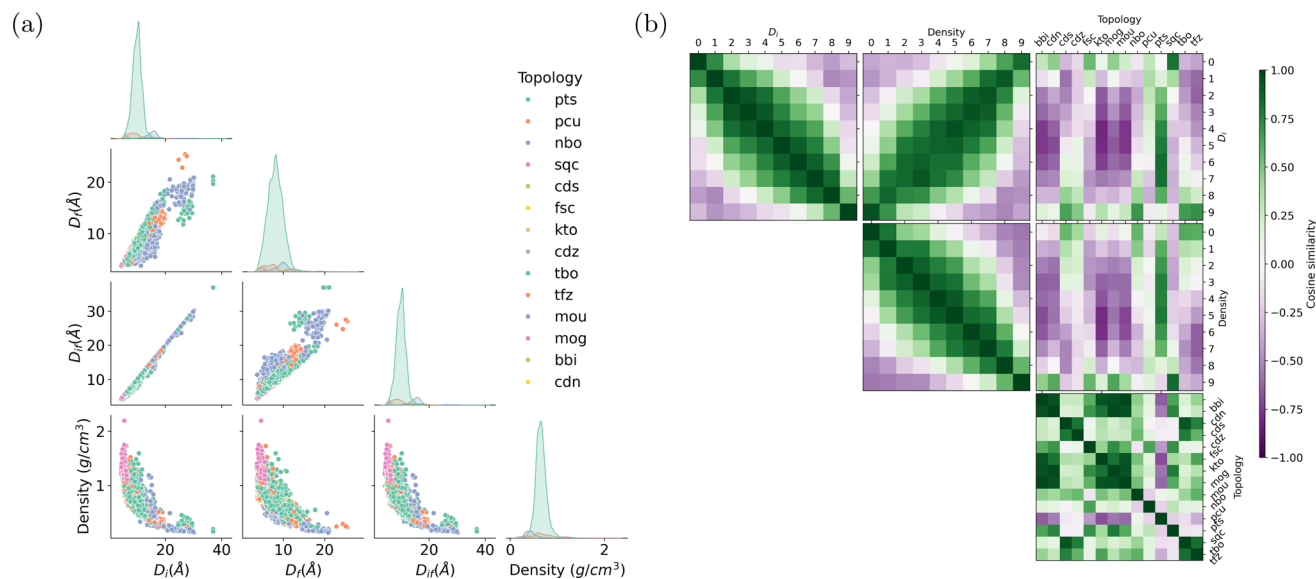 (a)
Topology
pts
pcu
nbo
sqc
cds
fsc
kto
cdz
tbo
tfz
mou
mog
bbi
cdn
D_f(Å)
20
10
D_if(Å)
30
20
10
Density (g/cm³)
2
1
20 40
D_i(Å)
10 20
D_f(Å)
20 40
D_if(Å)
0 2
Density (g/cm³)
(b)
D_i
0 1 2 3 4 5 6 7 8 9
Density
0 1 2 3 4 5 6 7 8 9
Topology
bbi cdn cds cdz fsc kto mog mou nbo pcu pts sqc tbo tfz
0
1
2
3
4
5
6
7
8
9
D_i
0
1
2
3
4
5
6
7
8
9
Density
bbi
cdn
cds
cdz
fsc
kto
mog
mou
nbo
pcu
pts
sqc
tbo
tfz
Topology
1.00
0.75
0.50
0.25
0.00
−0.25
−0.50
−0.75
−1.00
Cosine similarity